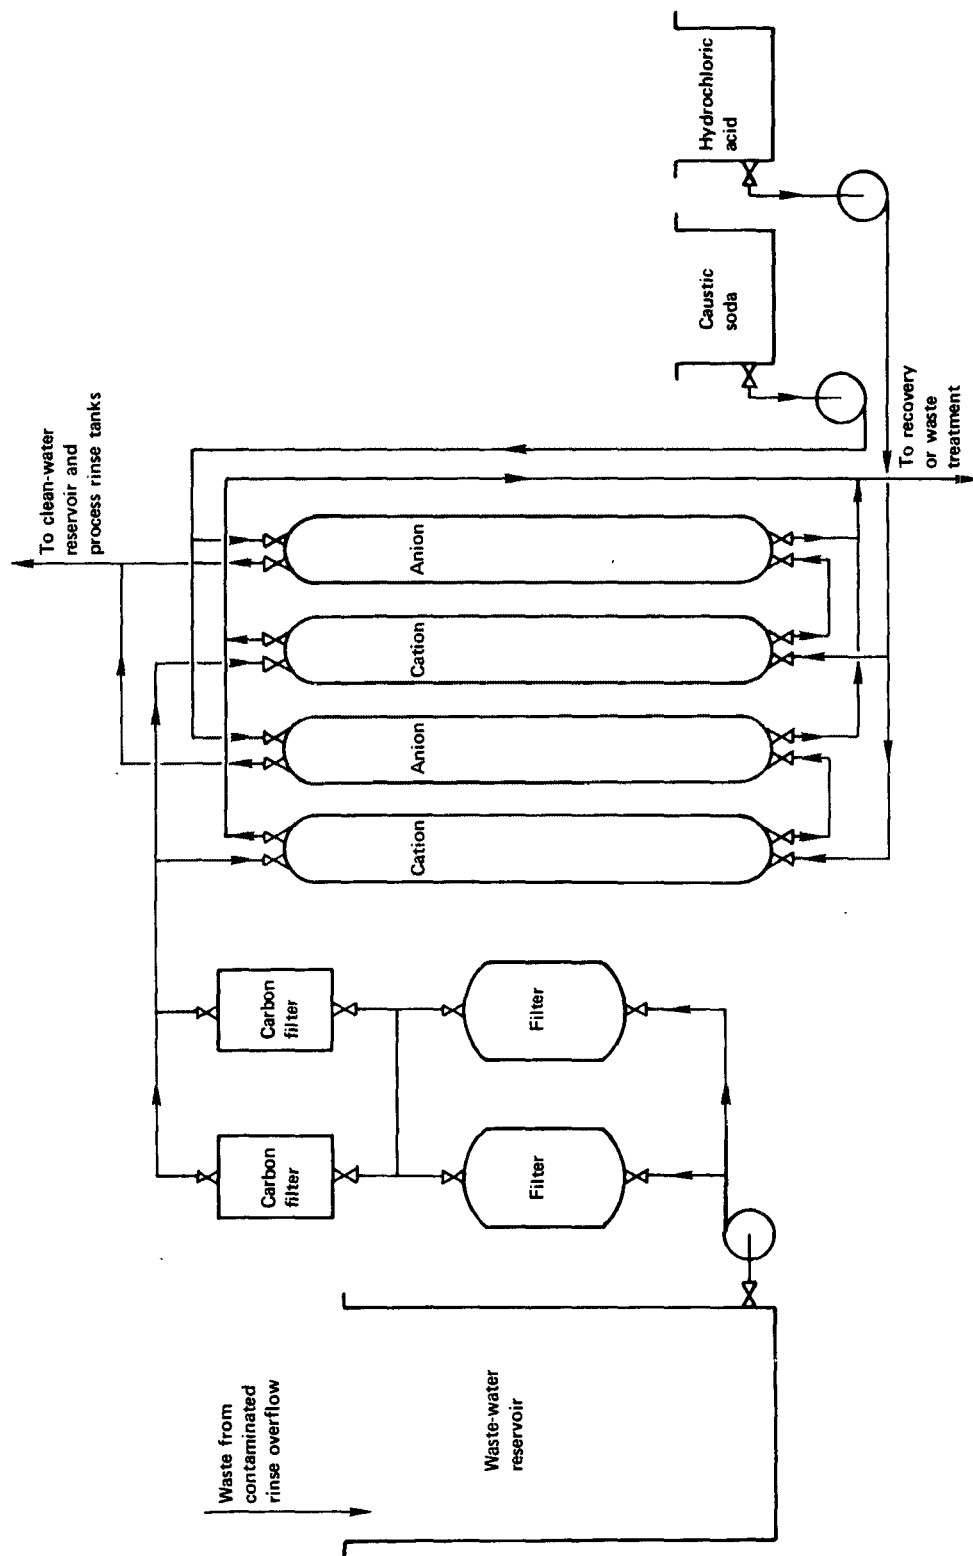 Waste from
contaminated
rinse overflow
Waste-water
reservoir
Filter
Filter
Carbon
filter
Carbon
filter
Cation
Anion
Cation
Anion
To clean-water
reservoir and
process rinse tanks
Caustic
soda
Hydrochloric
acid
To recovery
or waste
treatment